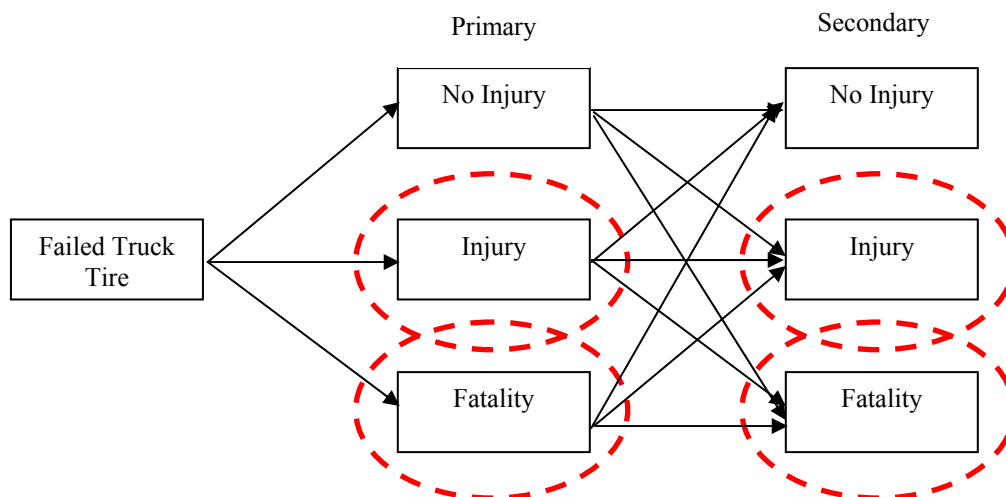 Primary
Secondary
No Injury
No Injury
Failed Truck
Tire
Injury
Injury
Fatality
Fatality